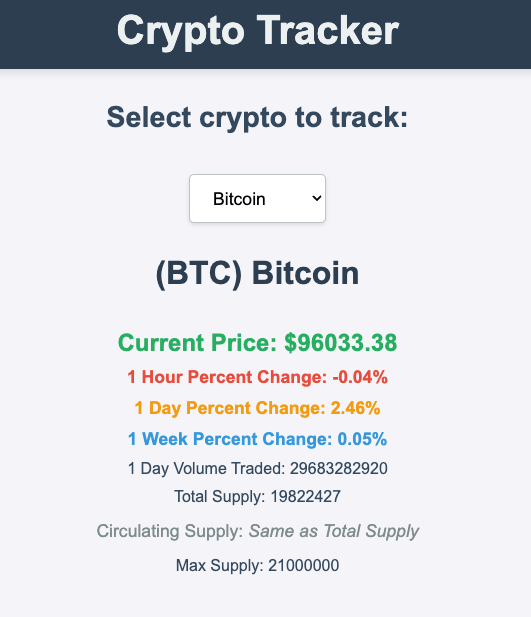 Crypto Tracker
Select crypto to track:
Bitcoin
(BTC) Bitcoin
Current Price: $96033.38
1 Hour Percent Change: -0.04%
1 Day Percent Change: 2.46%
1 Week Percent Change: 0.05%
1 Day Volume Traded: 29683282920
Total Supply: 19822427
Circulating Supply: Same as Total Supply
Max Supply: 21000000